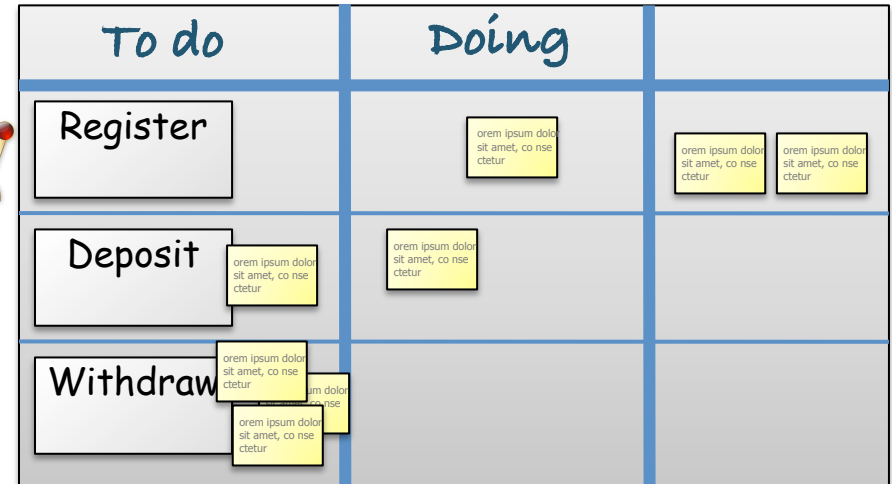 To do
Doing
Register
orem ipsum dolor
sit amet, co nse
ctetur
orem ipsum dolor
sit amet, co nse
ctetur
orem ipsum dolor
sit amet, co nse
ctetur
Deposit
orem ipsum dolor
sit amet, co nse
ctetur
orem ipsum dolor
sit amet, co nse
ctetur
Withdraw
orem ipsum dolor
sit amet, co nse
ctetur
dolor
nse
orem ipsum dolor
sit amet, co nse
ctetur